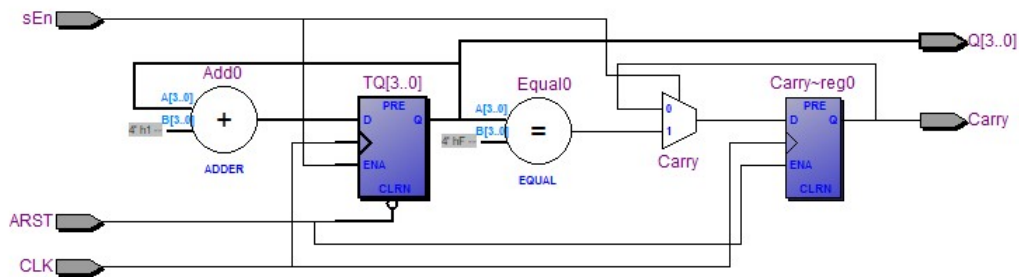 sEn
Q[3..0]
Add0
TQ[3..0]
Equal0
Carry~reg0
A[3..0]
B[3..0]
4' h1 --
+
ADDER
PRE
D
Q
ENA
CLRN
A[3..0]
B[3..0]
4' hF --
=
EQUAL
0
1
Carry
PRE
D
Q
ENA
CLRN
Carry
ARST
CLK